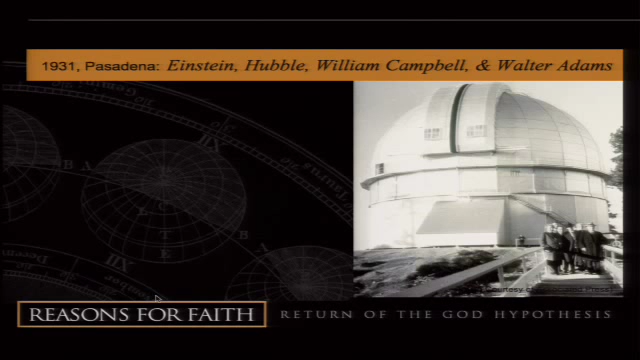 1931, Pasadena: Einstein, Hubble, William Campbell, & Walter Adams
REASONS FOR FAITH
RETURN OF THE GOD HYPOTHESIS